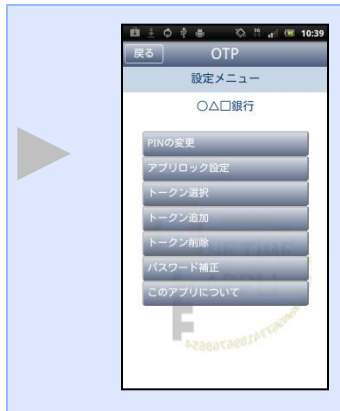 10:39
戻る OTP
設定メニュー
○△□銀行
PINの変更
アプリロック設定
トークン選択
トークン追加
トークン削除
パスワード補正
このアプリについて